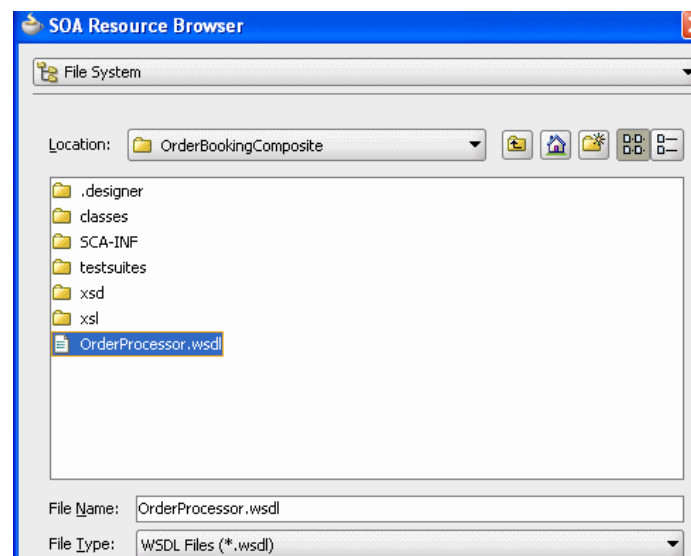 SOA Resource Browser
File System
Location: OrderBookingComposite
.designer
classes
SCA-INF
testsuites
xsd
xsl
OrderProcessor.wsdl
File Name: OrderProcessor.wsdl
File Type: WSDL Files (*.wsdl)